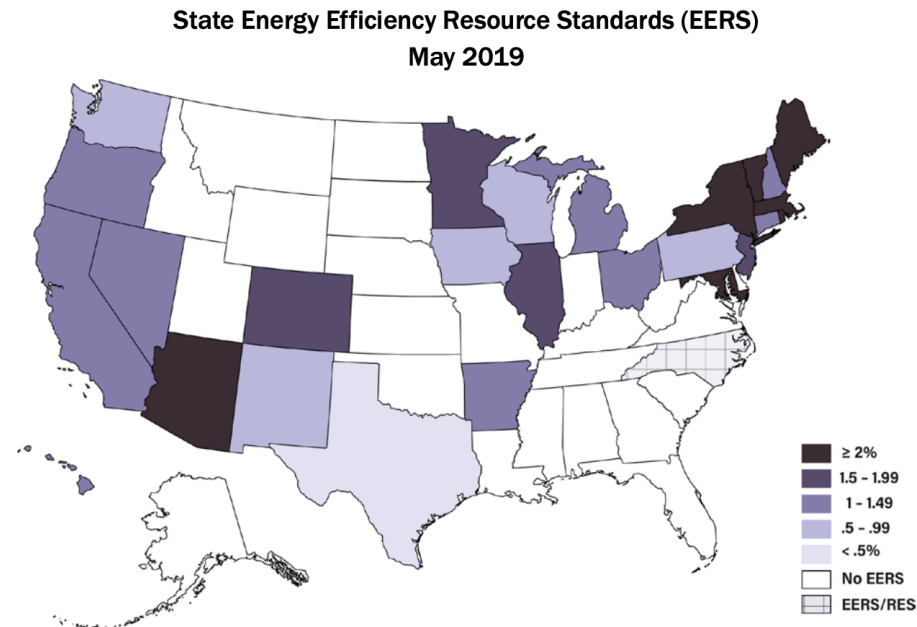 State Energy Efficiency Resource Standards (EERS)
May 2019
≥ 2%
1.5 - 1.99
1 - 1.49
.5 - .99
< .5%
No EERS
EERS/RES